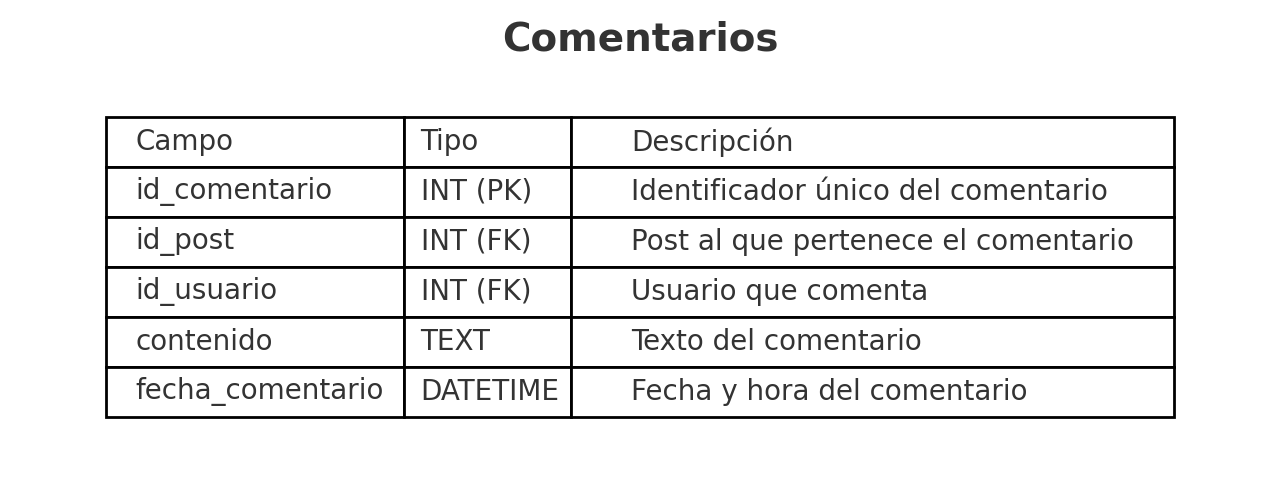 Comentarios
Campo Tipo Descripción
id_comentario INT (PK) Identificador único del comentario
id_post INT (FK) Post al que pertenece el comentario
id_usuario INT (FK) Usuario que comenta
contenido TEXT Texto del comentario
fecha_comentario DATETIME Fecha y hora del comentario